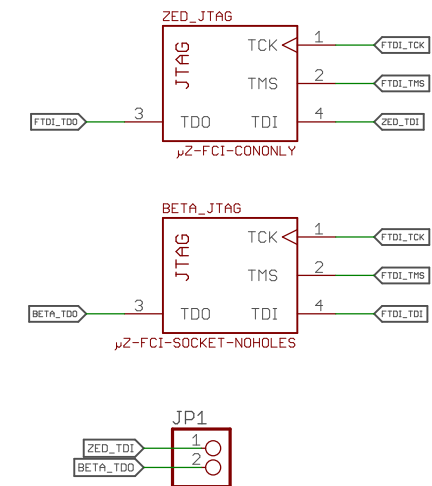 ZED_JTAG
JTAG
TCK 1 FTDI_TCK
TMS 2 FTDI_TMS
FTDI_TDO 3 TDO TDI 4 ZED_TDI
µZ-FCI-CONONLY
BETA_JTAG
JTAG
TCK 1 FTDI_TCK
TMS 2 FTDI_TMS
BETA_TDO 3 TDO TDI 4 FTDI_TDI
µZ-FCI-SOCKET-NOHOLES
JP1
ZED_TDI 1
BETA_TDO 2